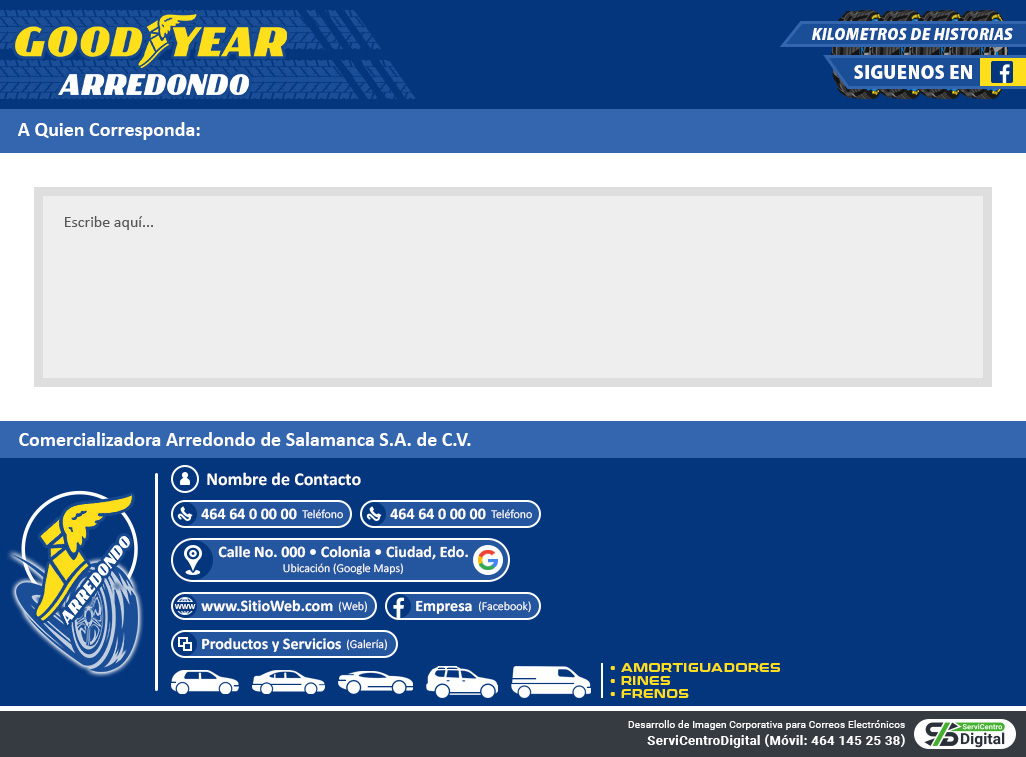 GOODYEAR
ARREDONDO
KILOMETROS DE HISTORIAS
SIGUENOS EN
A Quien Corresponda:
Escribe aquí...
Comercializadora Arredondo de Salamanca S.A. de C.V.
Nombre de Contacto
464 64 0 00 00 Teléfono
464 64 0 00 00 Teléfono
Calle No. 000 • Colonia • Ciudad, Edo.
Ubicación (Google Maps)
www www.SitioWeb.com (Web)
Empresa (Facebook)
Productos y Servicios (Galería)
ARREDONDO
• AMORTIGUADORES
• RINES
• FRENOS
Desarrollo de Imagen Corporativa para Correos Electrónicos
ServiCentroDigital (Móvil: 464 145 25 38)
ServiCentro
Digital